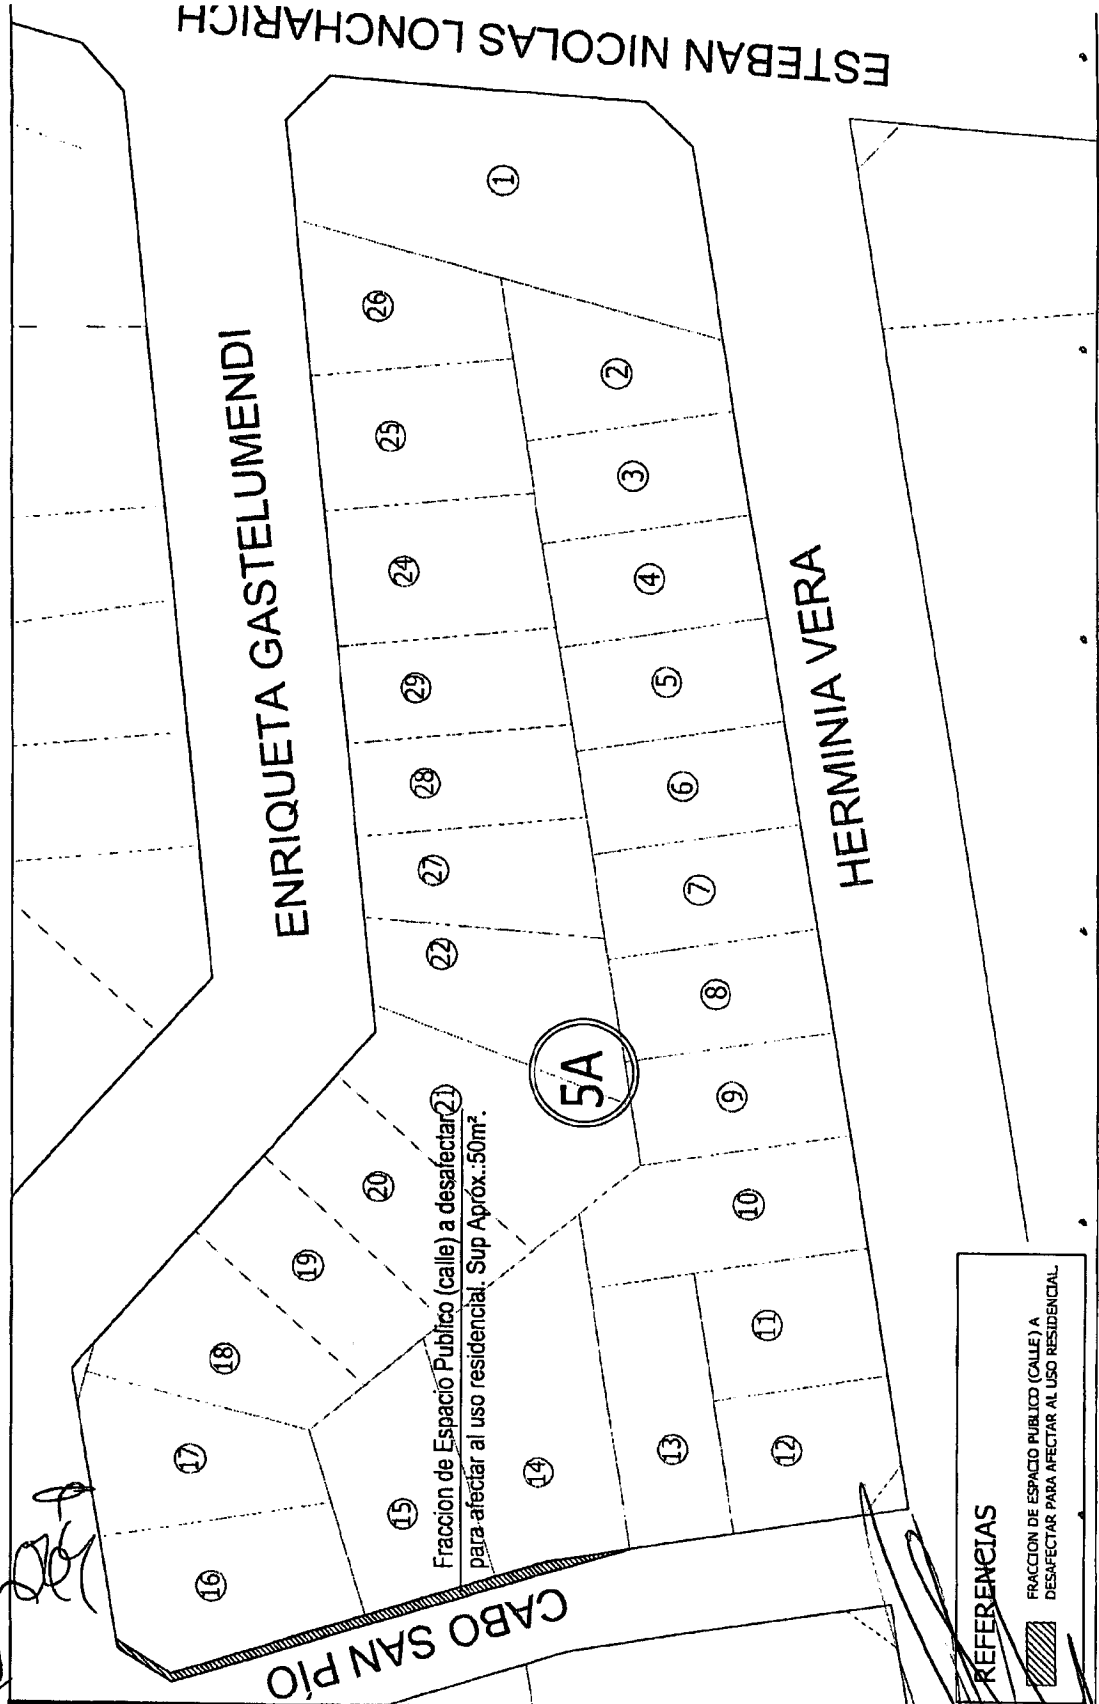 ESTEBAN NICOLAS LONCHARICH
ENRIQUETA GASTELUMENDI
HERMINIA VERA
CABO SAN PÍO
5A
1
2
3
4
5
6
7
8
9
10
11
12
13
14
15
16
17
18
19
20
21
22
27
28
29
24
25
26
Fraccion de Espacio Publico (calle) a desafectar
para afectar al uso residencial. Sup Aprox.:50m².
REFERENCIAS
FRACCION DE ESPACIO PUBLICO (CALLE) A
DESAFECTAR PARA AFECTAR AL USO RESIDENCIAL.